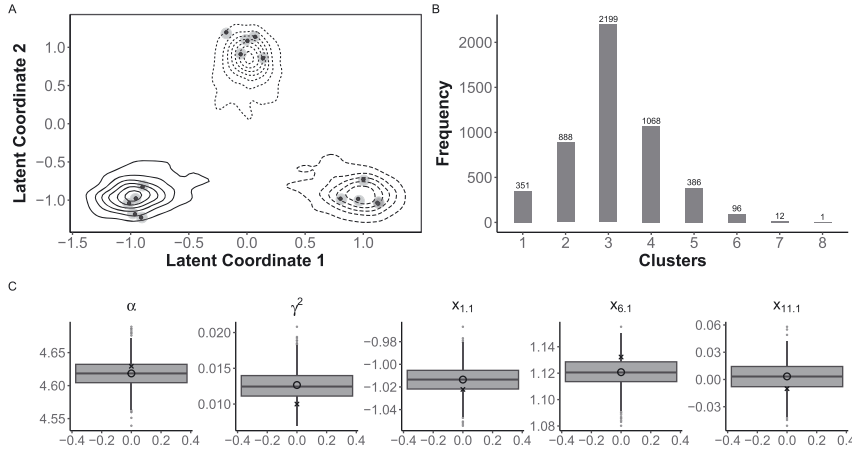 A
Latent Coordinate 2
1.0
0.5
0.0
−0.5
−1.0
−1.5
−1.0
−0.5
0.0
0.5
1.0
Latent Coordinate 1
B
Frequency
2000
1500
1000
500
0
351
888
2199
1068
386
96
12
1
1 2 3 4 5 6 7 8
Clusters
C
α
4.65
4.60
4.55
−0.4 −0.2 0.0 0.2 0.4
γ²
0.020
0.015
0.010
−0.4 −0.2 0.0 0.2 0.4
x1.1
−0.98
−1.00
−1.02
−1.04
−0.4 −0.2 0.0 0.2 0.4
x6.1
1.14
1.12
1.10
1.08
−0.4 −0.2 0.0 0.2 0.4
x11.1
0.06
0.03
0.00
−0.03
−0.4 −0.2 0.0 0.2 0.4